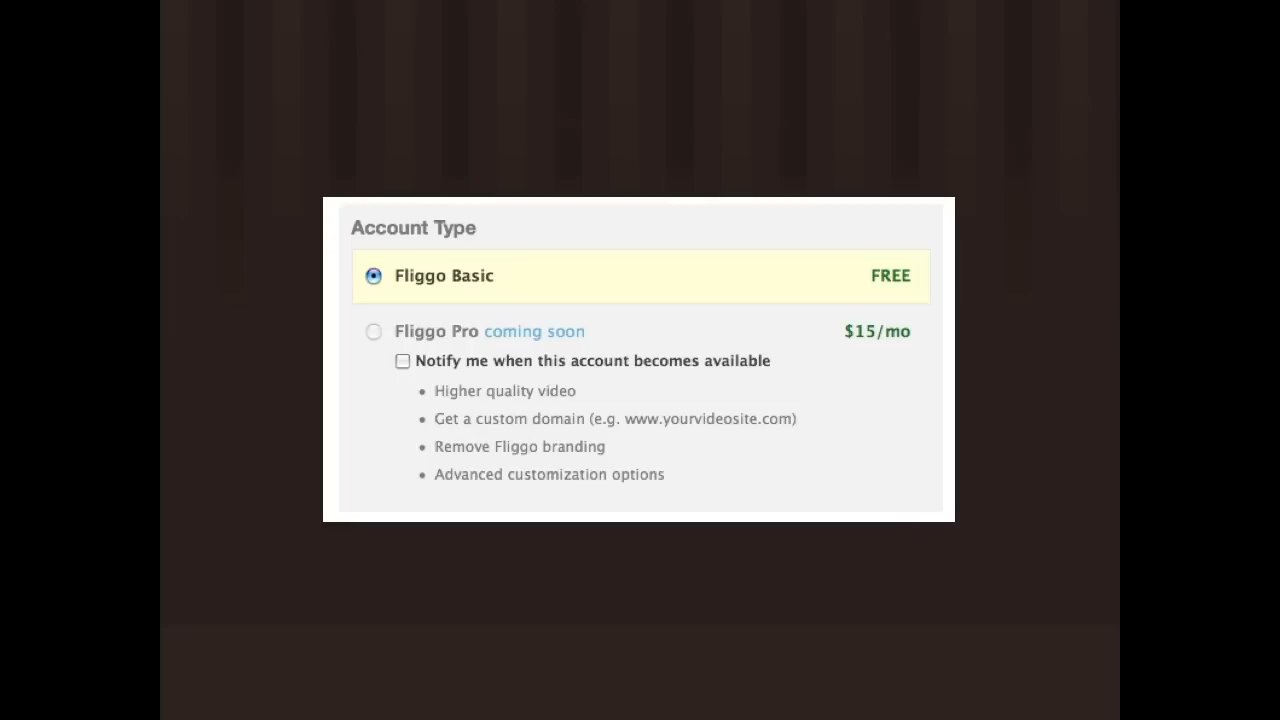 Account Type
Fliggo Basic FREE
Fliggo Pro coming soon $15/mo
Notify me when this account becomes available
• Higher quality video
• Get a custom domain (e.g. www.yourvideosite.com)
• Remove Fliggo branding
• Advanced customization options